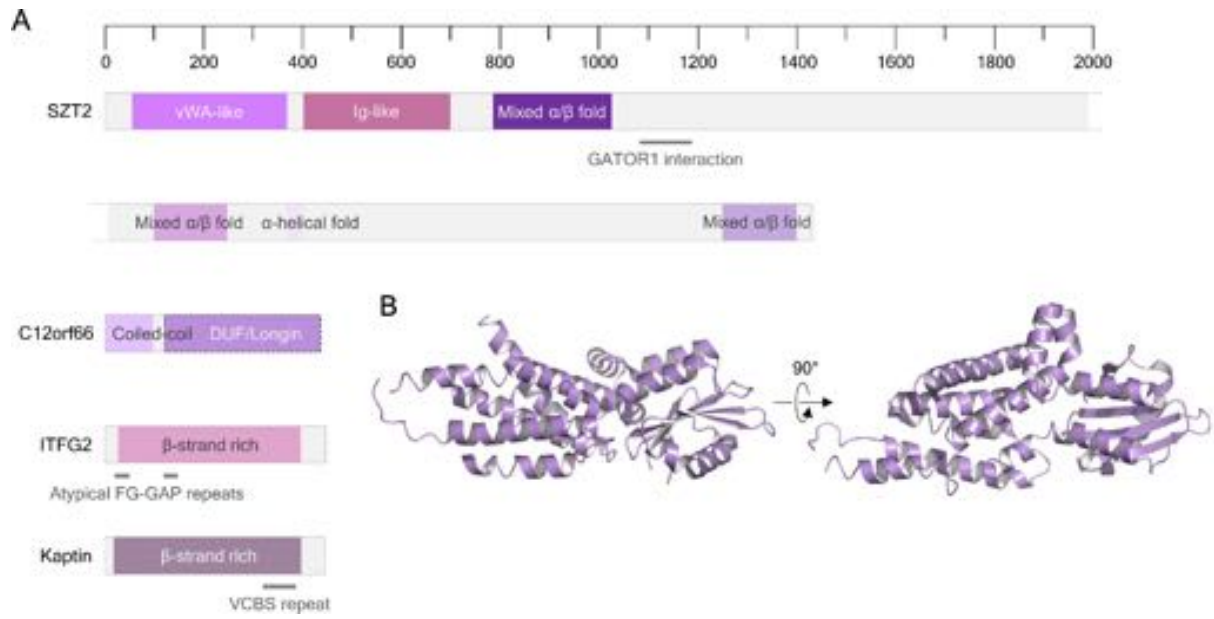 A
0 200 400 600 800 1000 1200 1400 1600 1800 2000
SZT2 vWA-like Ig-like Mixed α/β fold
GATOR1 interaction
Mixed α/β fold α-helical fold Mixed α/β fold
B
C12orf66 Coiled-coil DUF/Longin
90°
ITFG2 β-strand rich
Atypical FG-GAP repeats
Kaptin β-strand rich
VCBS repeat